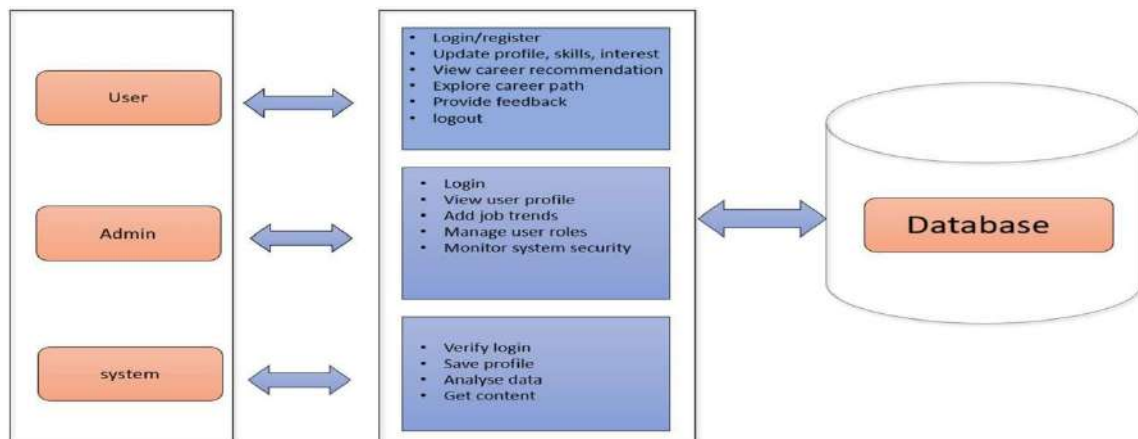 User
• Login/register
• Update profile, skills, interest
• View career recommendation
• Explore career path
• Provide feedback
• logout
Admin
• Login
• View user profile
• Add job trends
• Manage user roles
• Monitor system security
Database
system
• Verify login
• Save profile
• Analyse data
• Get content